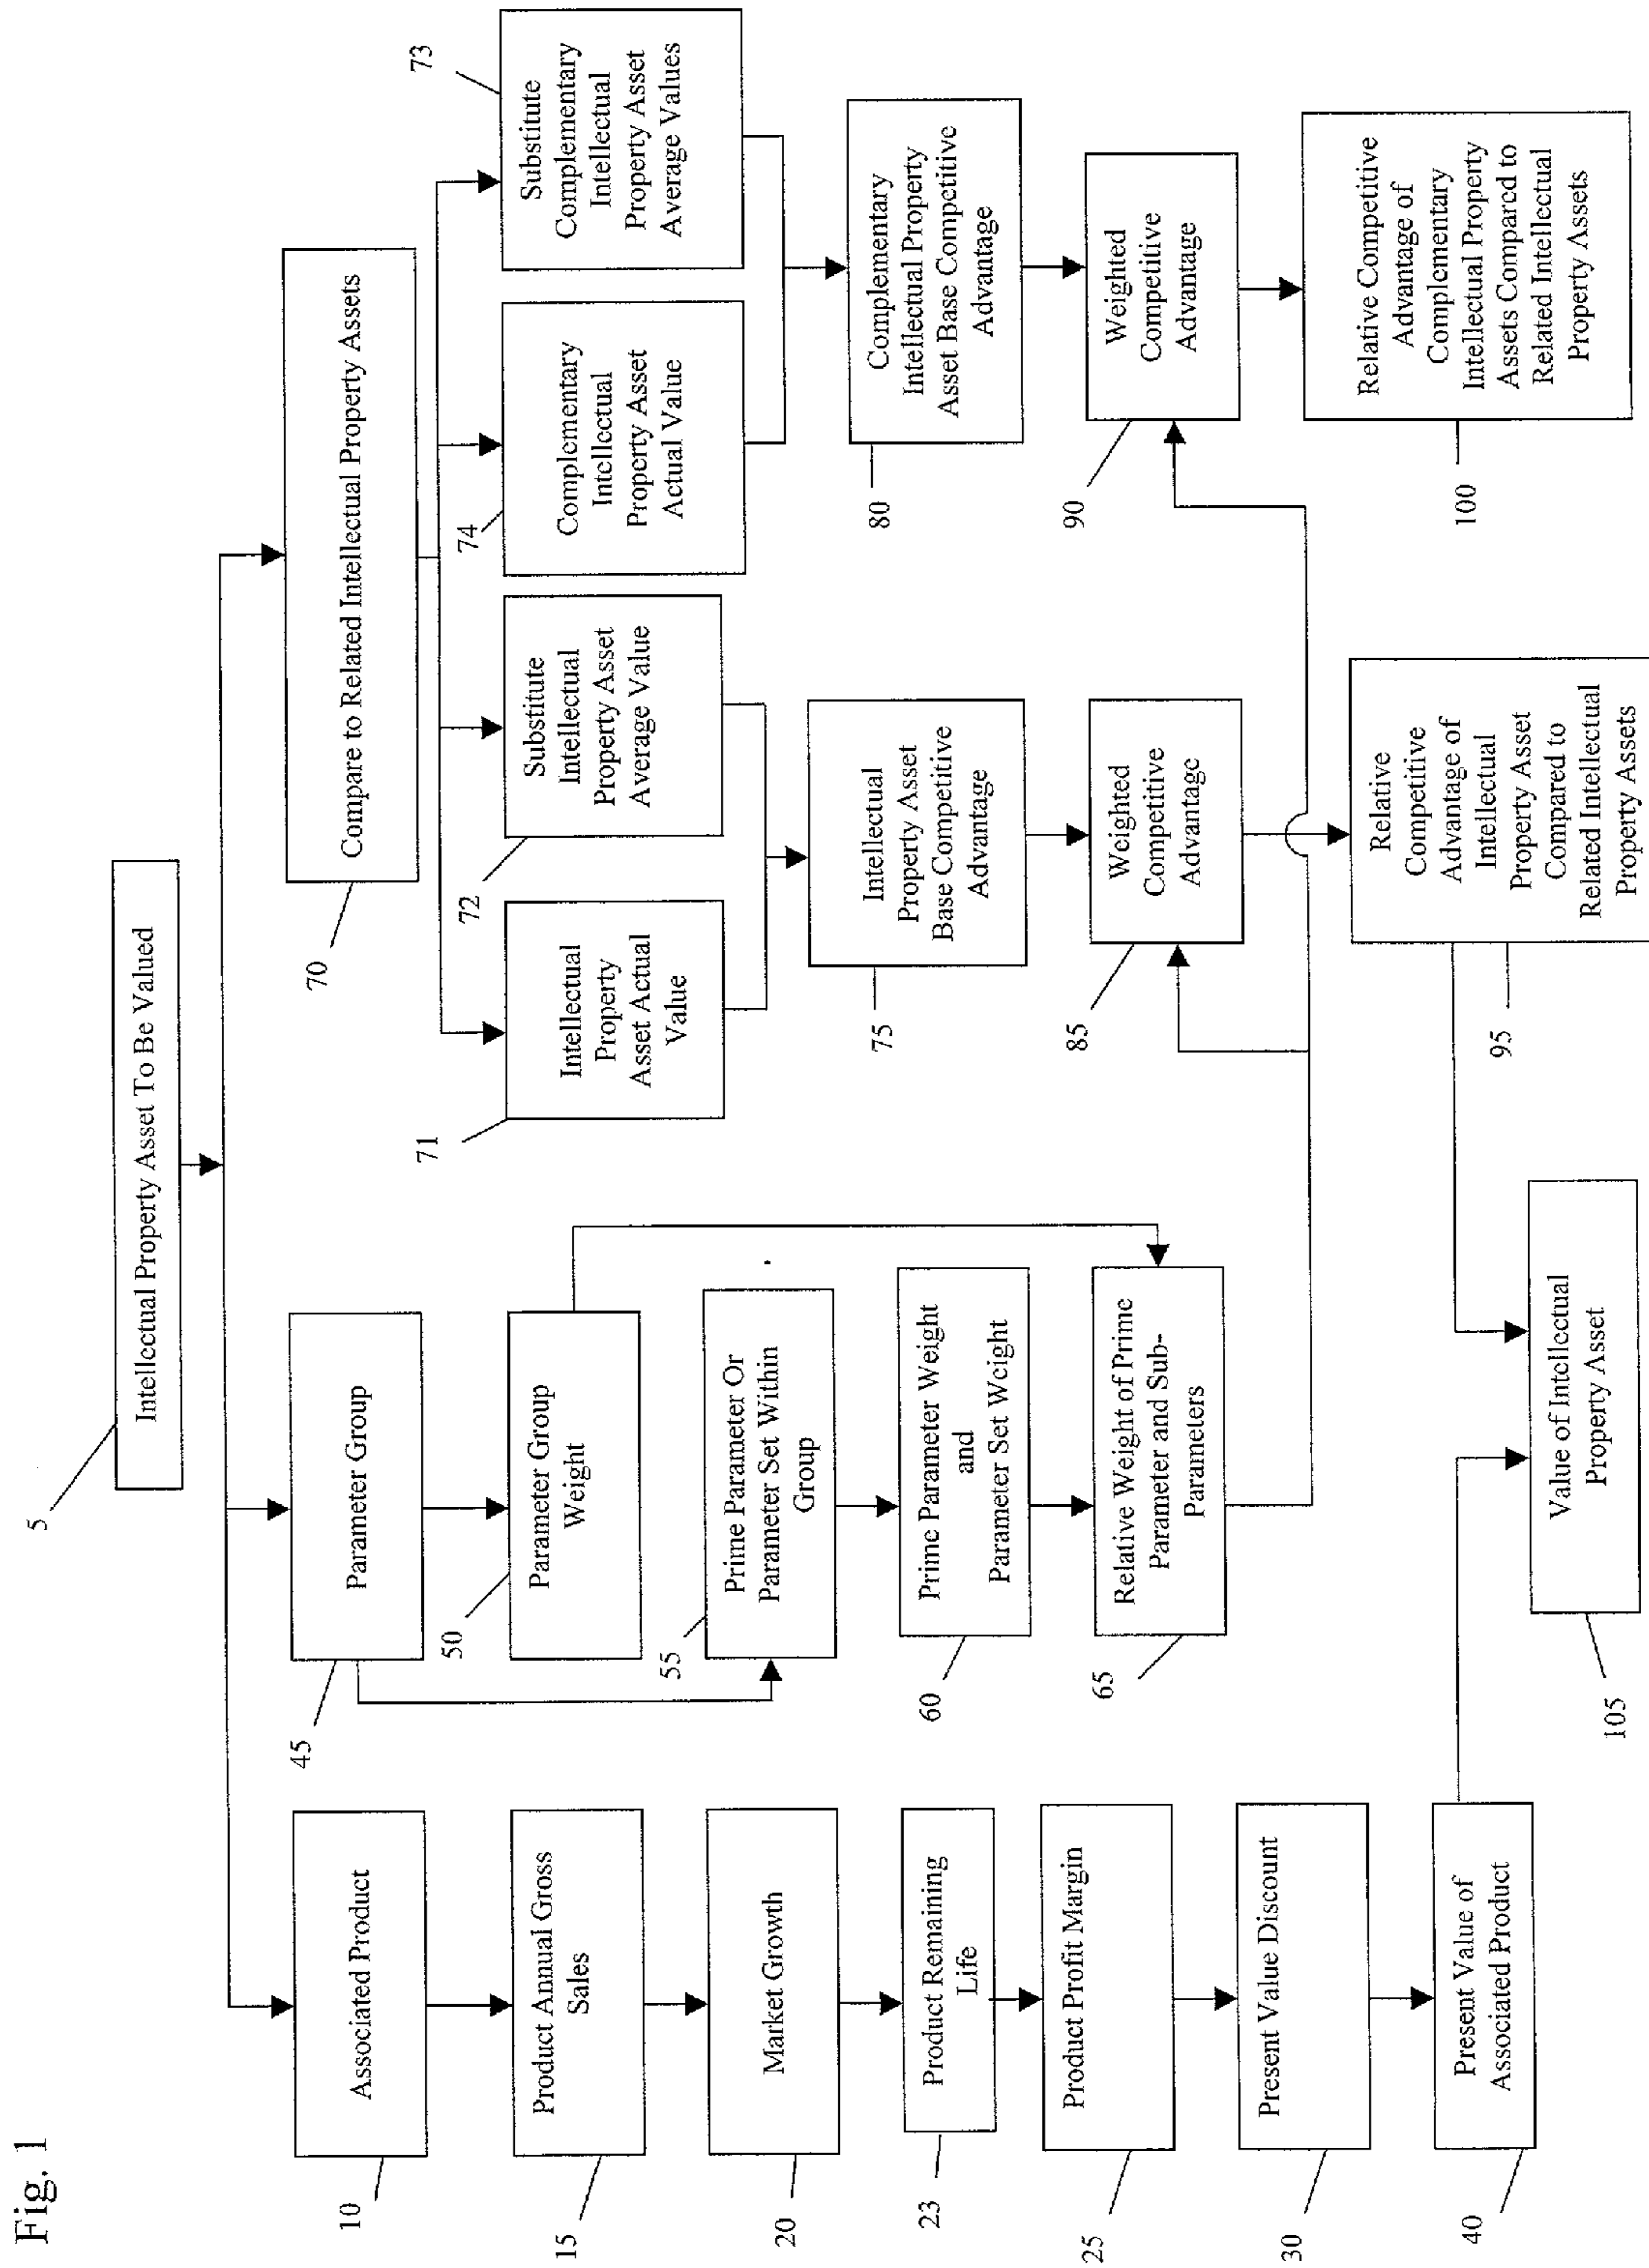 Fig. 1
5
Intellectual Property Asset To Be Valued
10
Associated Product
15
Product Annual Gross
Sales
20
Market Growth
23
Product Remaining
Life
25
Product Profit Margin
30
Present Value Discount
40
Present Value of
Associated Product
45
Parameter Group
50
Parameter Group
Weight
55
Prime Parameter Or
Parameter Set Within
Group
60
Prime Parameter Weight
and
Parameter Set Weight
65
Relative Weight of Prime
Parameter and Sub-
Parameters
70
Compare to Related Intellectual Property Assets
71
Intellectual
Property
Asset Actual
Value
72
Substitute
Intellectual
Property Asset
Average Value
74
Complementary
Intellectual
Property Asset
Actual Value
73
Substitute
Complementary
Intellectual
Property Asset
Average Values
75
Intellectual
Property Asset
Base Competitive
Advantage
80
Complementary
Intellectual Property
Asset Base Competitive
Advantage
85
Weighted
Competitive
Advantage
90
Weighted
Competitive
Advantage
95
Relative
Competitive
Advantage of
Intellectual
Property Asset
Compared to
Related Intellectual
Property Assets
100
Relative Competitive
Advantage of
Complementary
Intellectual Property
Assets Compared to
Related Intellectual
Property Assets
105
Value of Intellectual
Property Asset